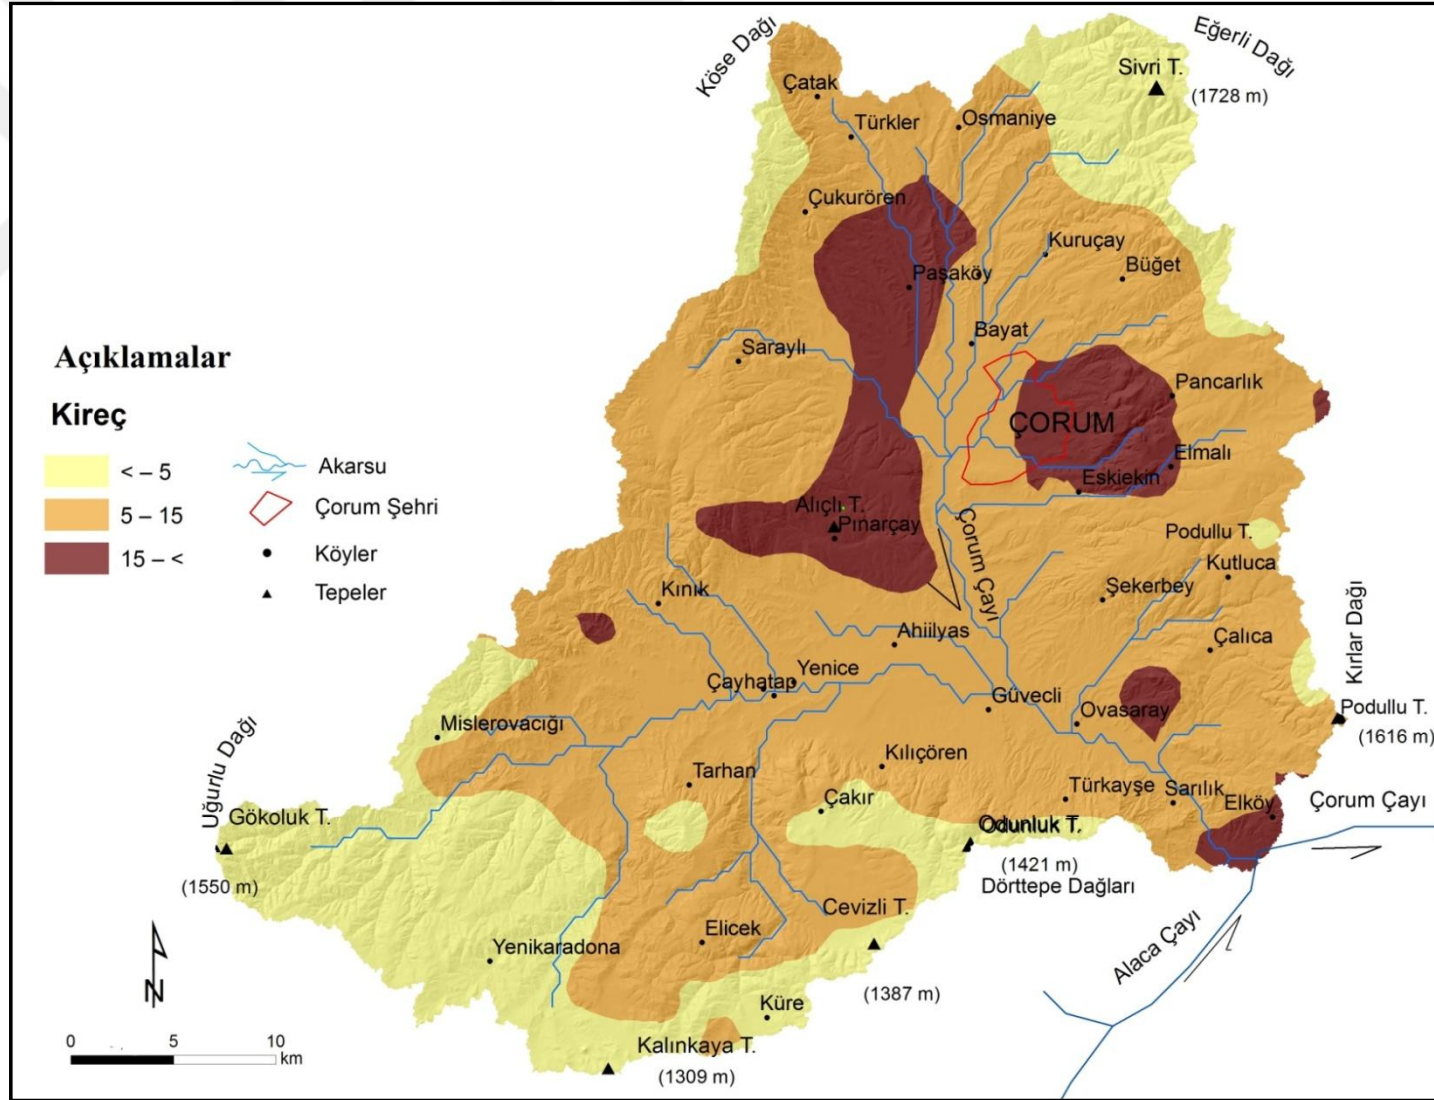 Köse Dağı
Eğerli Dağı
Sivri T.
(1728 m)
Çatak
Türkler
Osmaniye
Çukurören
Kuruçay
Büğet
Paşaköy
Bayat
Saraylı
Pancarlık
ÇORUM
Elmalı
Eskiekin
Alıçlı T.
Pınarçay
Çorum Çayı
Podullu T.
Kutluca
Şekerbey
Kırlar Dağı
Kınık
Ahiilyas
Çalıca
Yenice
Çayhatap
Güvecli
Ovasaray
Podullu T.
(1616 m)
Mislerovacığı
Uğurlu Dağı
Kılıçören
Tarhan
Türkayşe
Sarılık
Elköy
Çorum Çayı
Çakır
Gökoluk T.
(1550 m)
Odunluk T.
(1421 m)
Dörttepe Dağları
Cevizli T.
(1387 m)
Elicek
Yenikaradona
Alaca Çayı
Küre
Kalınkaya T.
(1309 m)
Açıklamalar
Kireç
< – 5
5 – 15
15 – <
Akarsu
Çorum Şehri
Köyler
Tepeler
N
0 5 10
km